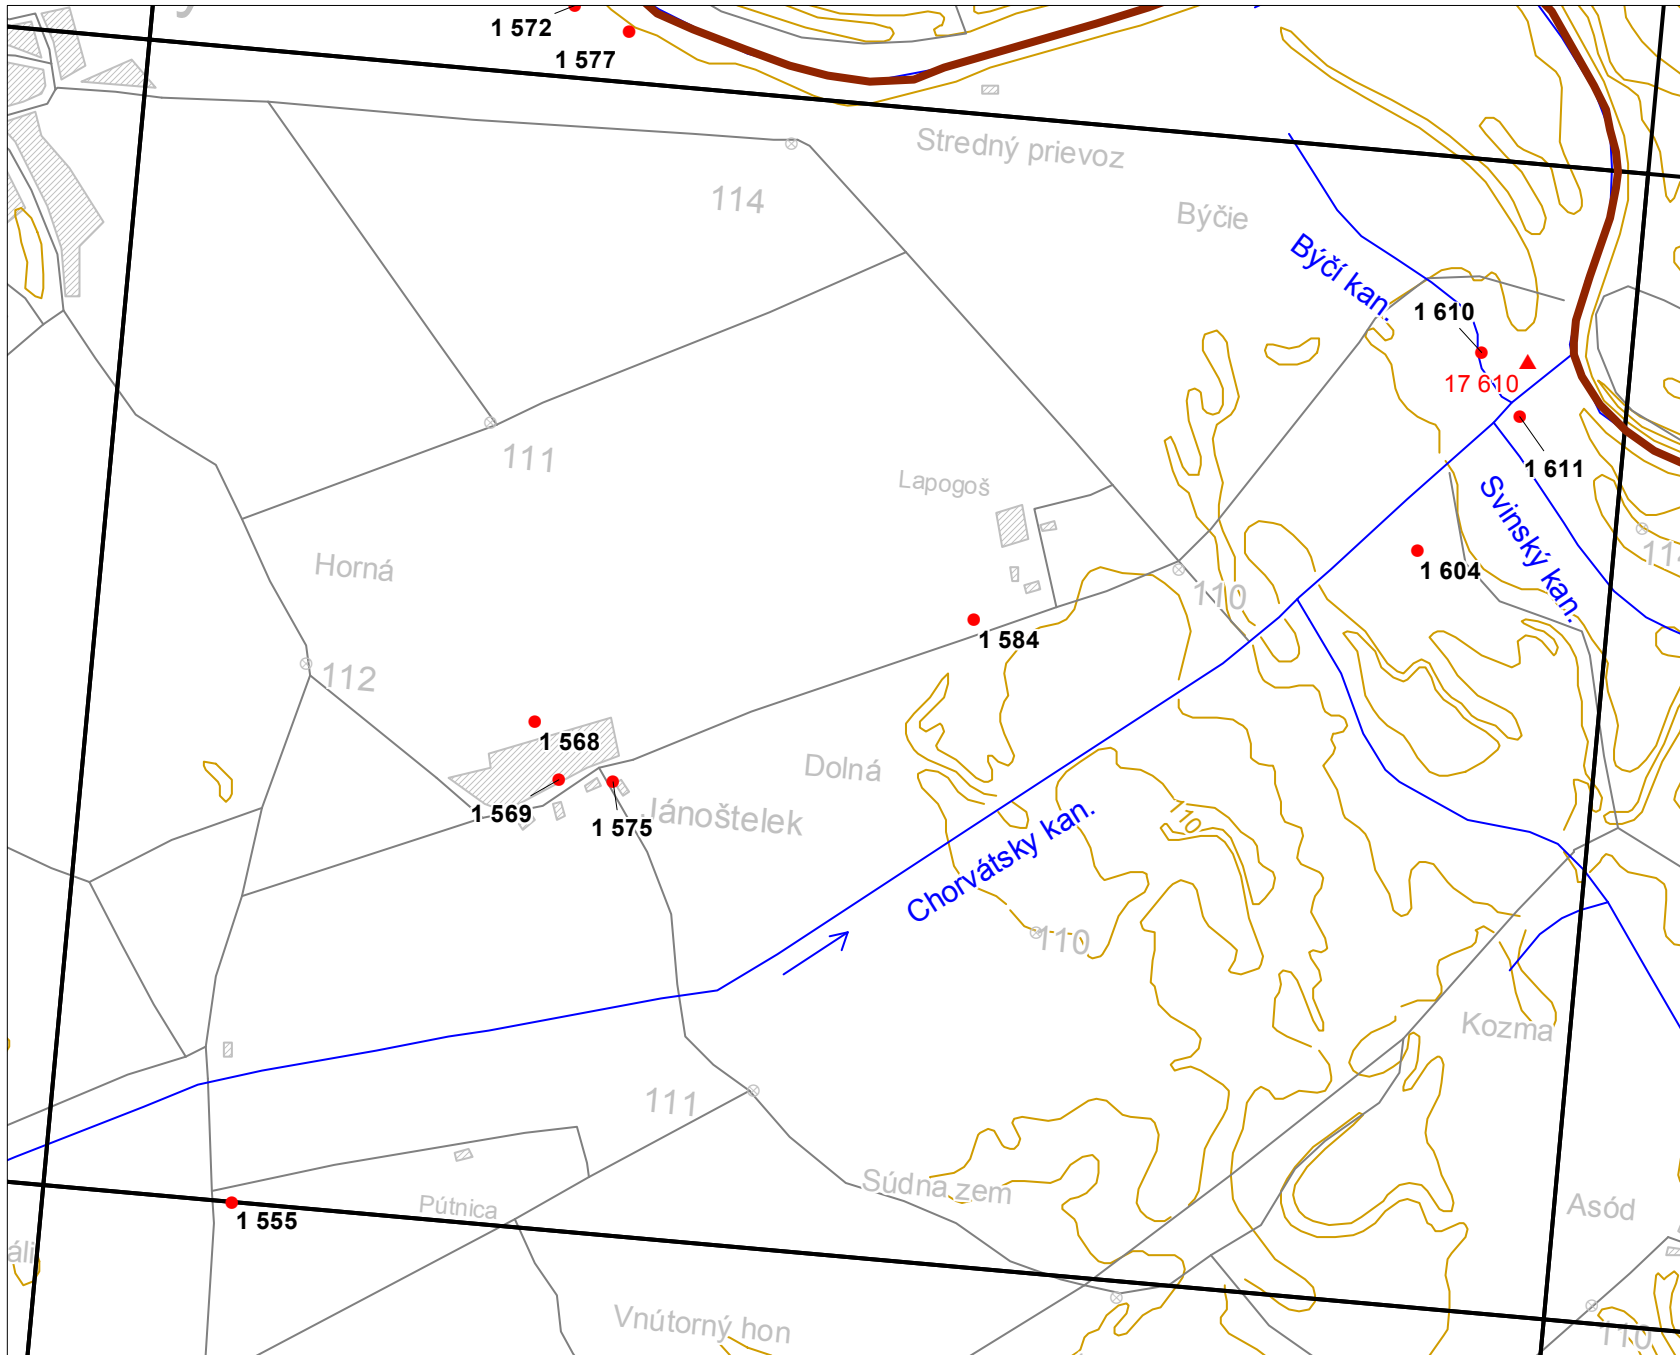 1 572
1 577
Stredný prievoz
114
Býčie
Býčí kan.
1 610
17 610
111
1 611
Lapogoš
Svinský kan.
Horná
1 604
110
1 584
112
1 568
Dolná
1 569
1 575
Jánoštelek
110
Chorvátsky kan.
110
Kozma
111
Súdna zem
Pútnica
Asód
1 555
áli
Vnútorný hon
110